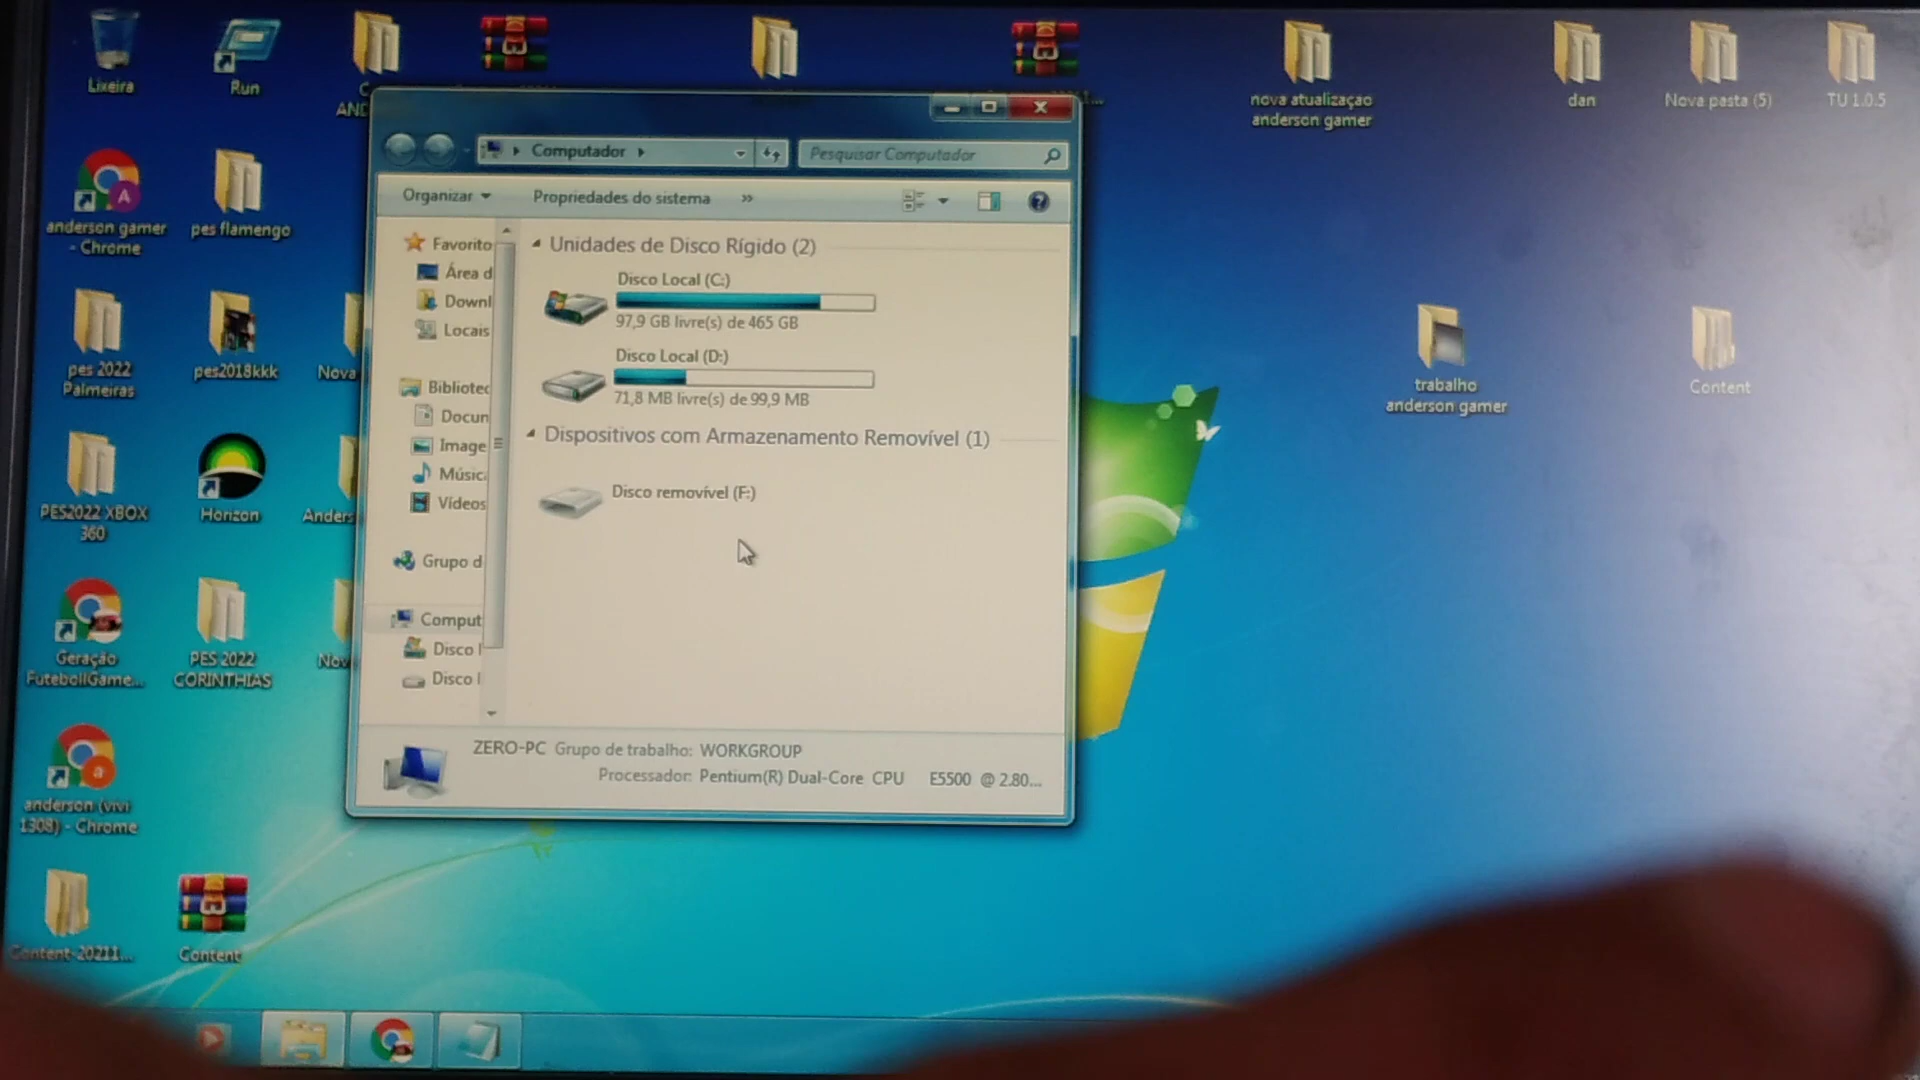 Lixeira
Run
nova atualizaçao
anderson gamer
dan
Nova pasta (5)
TU 1.0.5
Computador
Pesquisar Computador
Organizar
Propriedades do sistema
»
anderson gamer
- Chrome
pes flamengo
Favorito
Área d
Downl
Locais
Bibliotec
Docun
Image
Músic
Vídeos
Grupo d
Comput
Disco
Disco
Unidades de Disco Rígido (2)
Disco Local (C:)
97,9 GB livre(s) de 465 GB
Disco Local (D:)
71,8 MB livre(s) de 99,9 MB
Dispositivos com Armazenamento Removível (1)
Disco removível (F:)
ZERO-PC Grupo de trabalho: WORKGROUP
Processador: Pentium(R) Dual-Core CPU E5500 @ 2.80...
pes 2022
Palmeiras
pes2018kkk
Nova
trabalho
anderson gamer
Content
PES2022 XBOX
360
Horizon
Anders
Geração
FutebollGame...
PES 2022
CORINTHIAS
Nov
anderson (vivi
1308) - Chrome
Content-20211...
Content